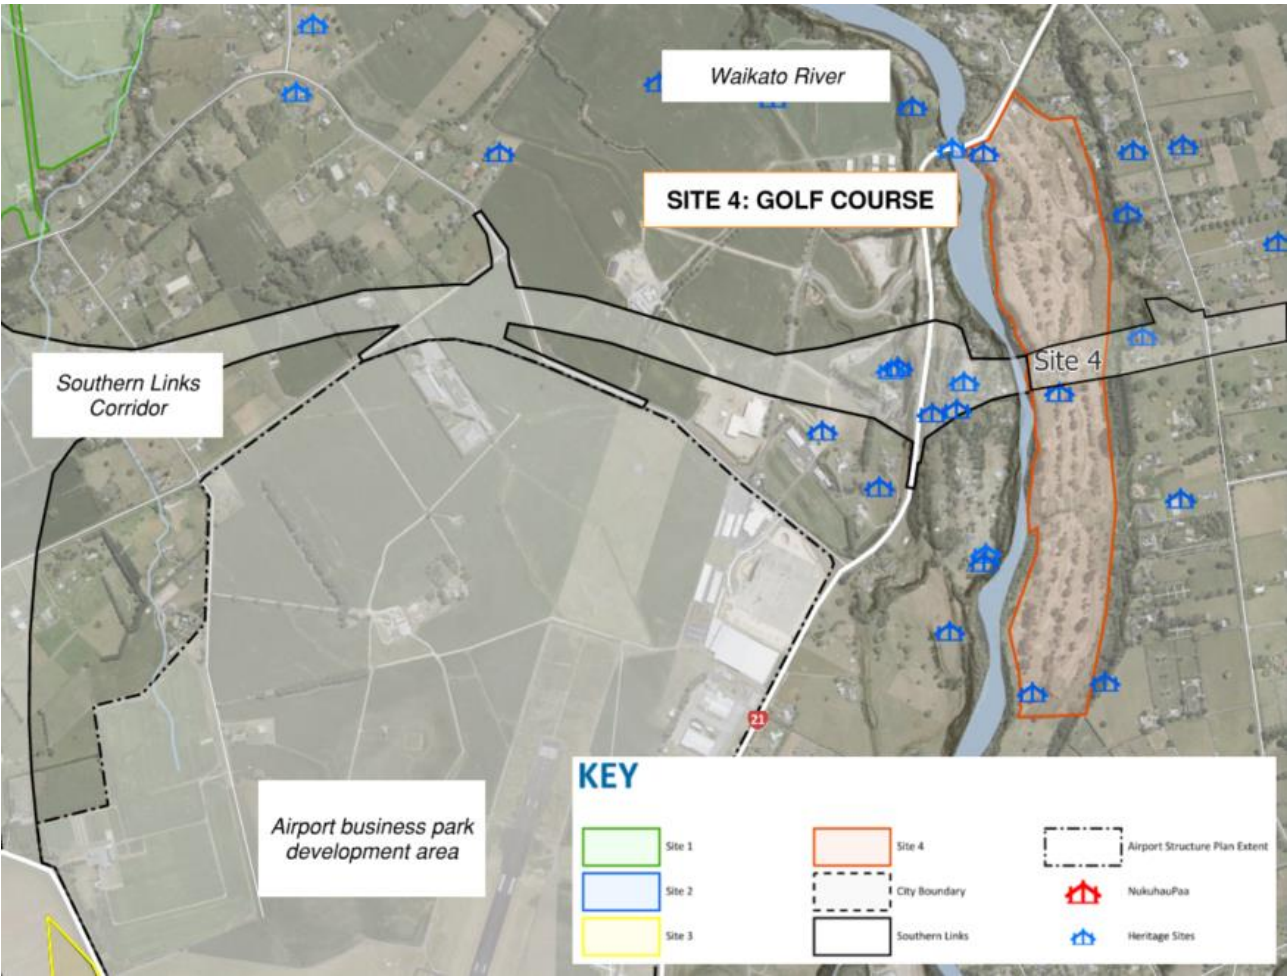 Waikato River
SITE 4: GOLF COURSE
Southern Links
Corridor
Site 4
21
Airport business park
development area
KEY
Site 1
Site 4
Airport Structure Plan Extent
Site 2
City Boundary
NukuhauPaa
Site 3
Southern Links
Heritage Sites